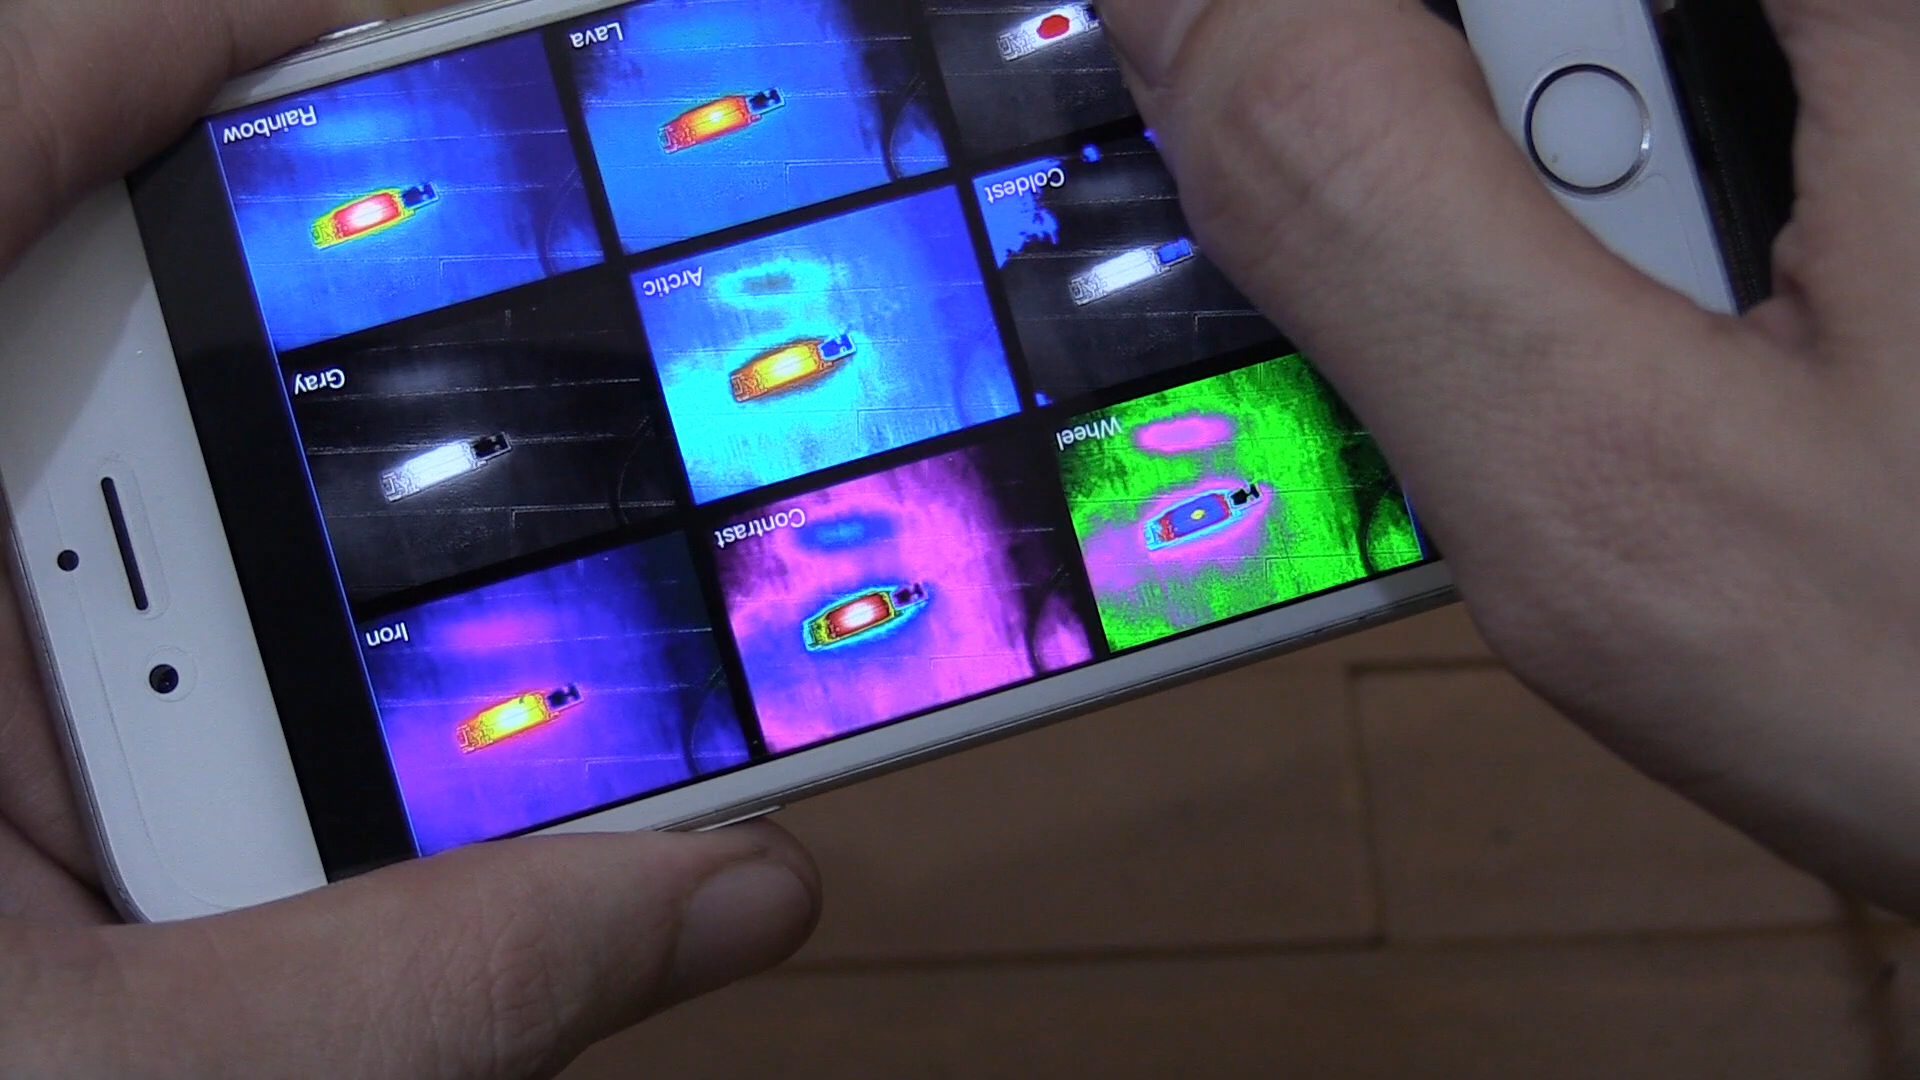 Wheel
Contrast
Iron
Coldest
Arctic
Gray
Lava
Rainbow